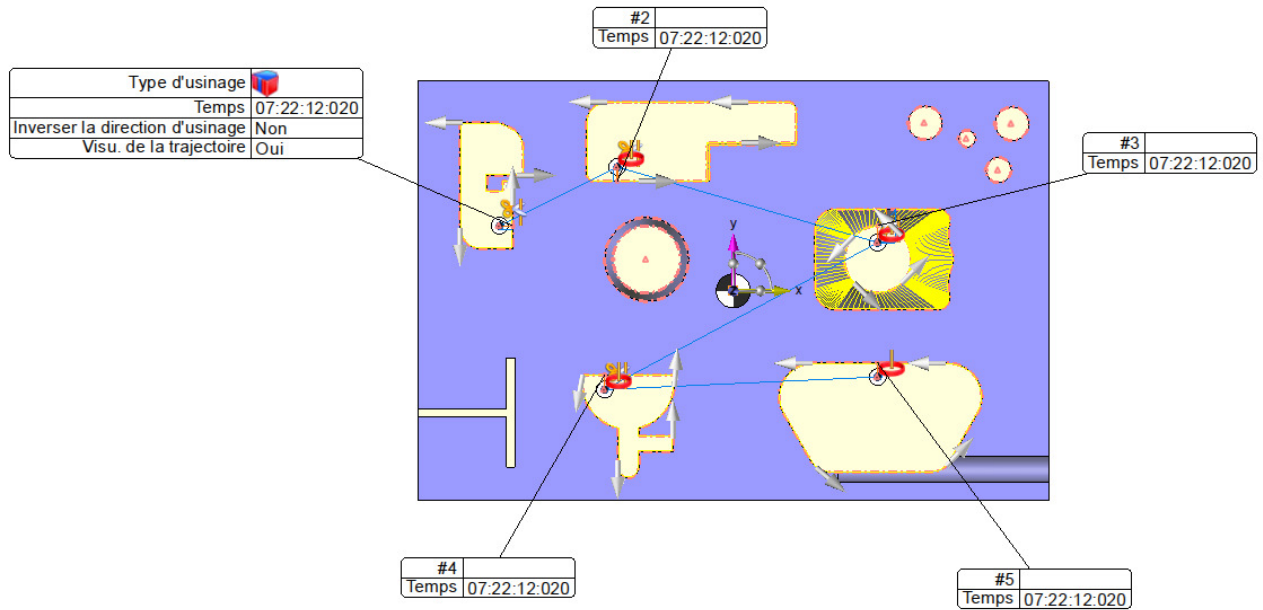 #2
Temps 07:22:12:020
Type d'usinage
Temps 07:22:12:020
Inverser la direction d'usinage Non
Visu. de la trajectoire Oui
#3
Temps 07:22:12:020
y
z x
#4
Temps 07:22:12:020
#5
Temps 07:22:12:020